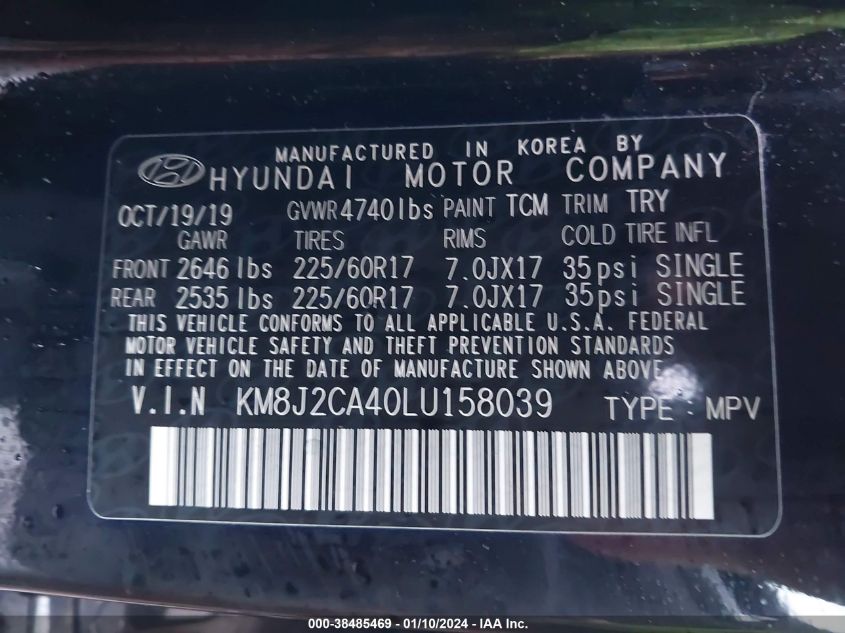 MANUFACTURED IN KOREA BY
HYUNDAI MOTOR COMPANY
OCT/19/19 GVWR 4740lbs PAINT TCM TRIM TRY
GAWR TIRES RIMS COLD TIRE INFL
FRONT 2646 lbs 225/60R17 7.0JX17 35psi SINGLE
REAR 2535 lbs 225/60R17 7.0JX17 35psi SINGLE
THIS VEHICLE CONFORMS TO ALL APPLICABLE U.S.A. FEDERAL
MOTOR VEHICLE SAFETY AND THEFT PREVENTION STANDARDS
IN EFFECT ON THE DATE OF MANUFACTURE SHOWN ABOVE.
V.I.N KM8J2CA40LU158039 TYPE : MPV
000-38485469 - 01/10/2024 - IAA Inc.